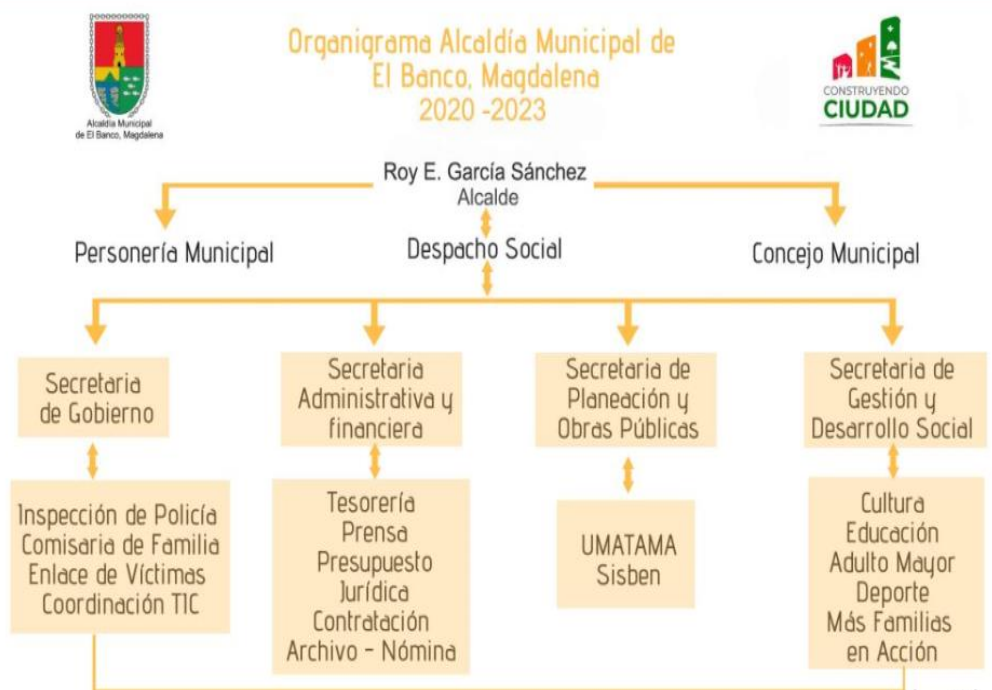 Organigrama Alcaldía Municipal de
El Banco, Magdalena
2020 -2023
Alcaldía Municipal
de El Banco, Magdalena
CONSTRUYENDO
CIUDAD
Roy E. García Sánchez
Alcalde
Personería Municipal
Despacho Social
Concejo Municipal
Secretaria
de Gobierno
Secretaria
Administrativa y
financiera
Secretaria de
Planeación y
Obras Públicas
Secretaria de
Gestión y
Desarrollo Social
Inspección de Policía
Comisaria de Familia
Enlace de Víctimas
Coordinación TIC
Tesorería
Prensa
Presupuesto
Jurídica
Contratación
Archivo - Nómina
UMATAMA
Sisben
Cultura
Educación
Adulto Mayor
Deporte
Más Familias
en Acción